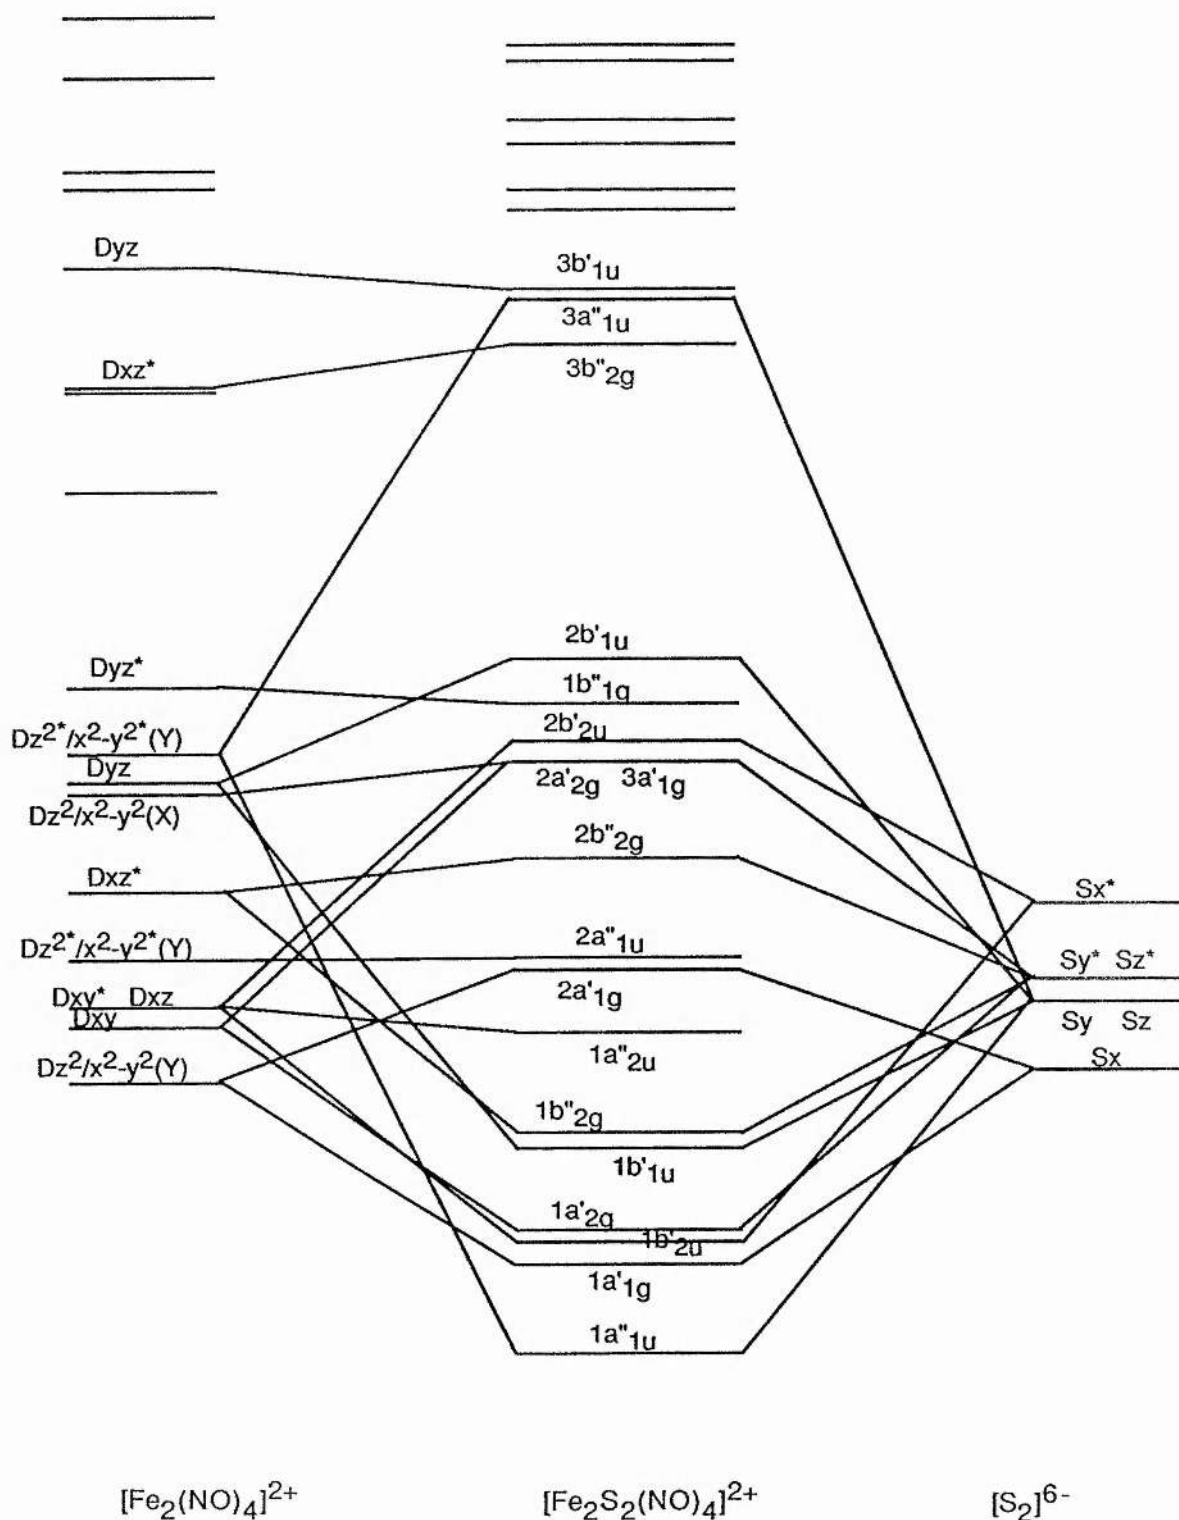 Dyz
3b'1u
3a"1u
Dxz*
3b"2g
2b'1u
Dyz*
1b"1g
Dz2*/x2-y2*(Y)
2b'2u
Dyz
2a'2g 3a'1g
Dz2/x2-y2(X)
2b"2g
Dxz*
Sx*
Dz2*/x2-y2*(Y)
2a"1u
Sy* Sz*
2a'1g
Dxy* Dxz
Dxy
Sy Sz
1a"2u
Dz2/x2-y2(Y)
Sx
1b"2g
1b'1u
1a'2g
1b'2u
1a'1g
1a"1u
[Fe2(NO)4]2+ [Fe2S2(NO)4]2+ [S2]6-